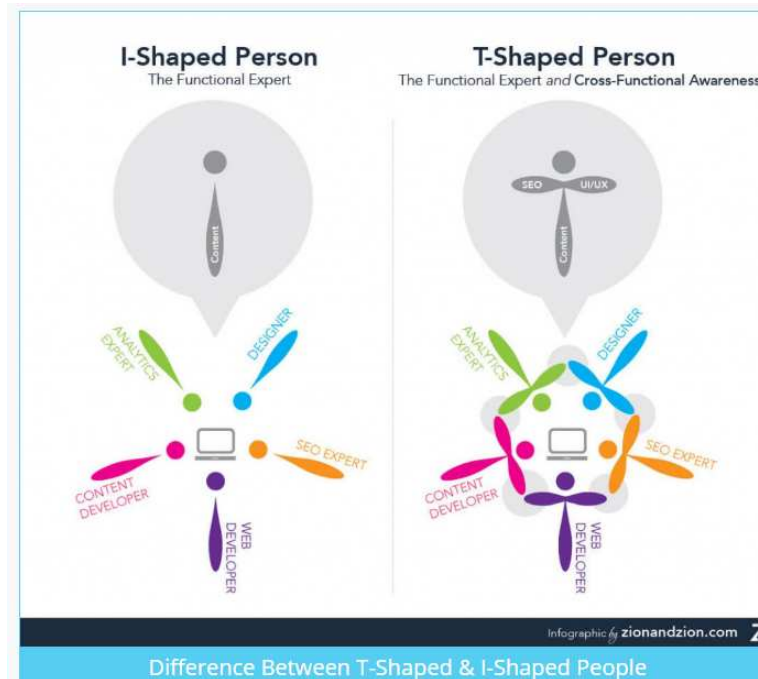 I-Shaped Person
The Functional Expert
Content
ANALYTICS
EXPERT
DESIGNER
SEO EXPERT
WEB
DEVELOPER
CONTENT
DEVELOPER
T-Shaped Person
The Functional Expert and Cross-Functional Awareness
SEO
UI/UX
Content
ANALYTICS
EXPERT
DESIGNER
SEO EXPERT
WEB
DEVELOPER
CONTENT
DEVELOPER
Infographic by zionandzion.com Z
Difference Between T-Shaped & I-Shaped People